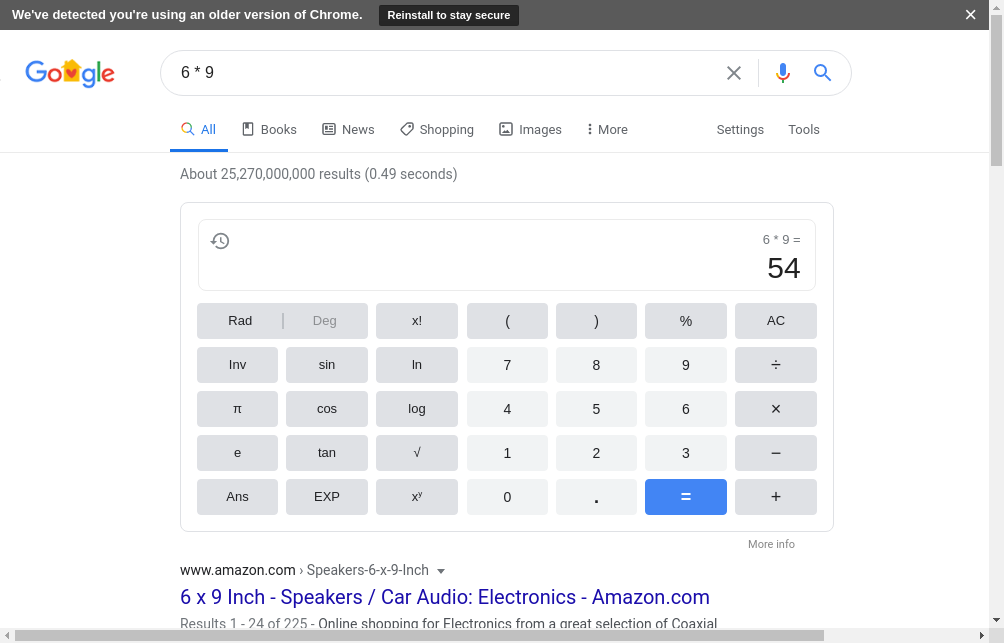 We've detected you're using an older version of Chrome. Reinstall to stay secure
Google
6 * 9
All Books News Shopping Images More Settings Tools
About 25,270,000,000 results (0.49 seconds)
6 * 9 =
54
Rad Deg x! ( ) % AC
Inv sin ln 7 8 9 ÷
π cos log 4 5 6 ×
e tan √ 1 2 3 −
Ans EXP xʸ 0 . = +
More info
www.amazon.com › Speakers-6-x-9-Inch
6 x 9 Inch - Speakers / Car Audio: Electronics - Amazon.com
Results 1 - 24 of 225 - Online shopping for Electronics from a great selection of Coaxial